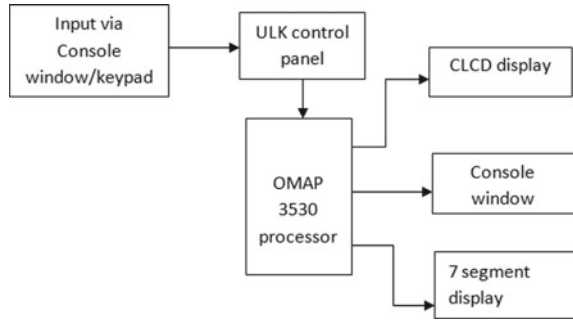 Input via
Console
window/keypad
ULK control
panel
CLCD display
OMAP
3530
processor
Console
window
7 segment
display